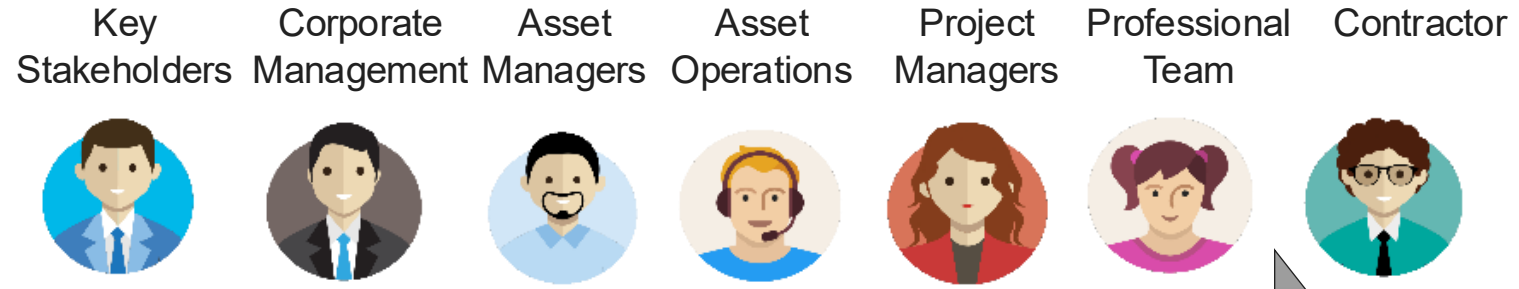 Key Stakeholders
Corporate Management
Asset Managers
Asset Operations
Project Managers
Professional Team
Contractor